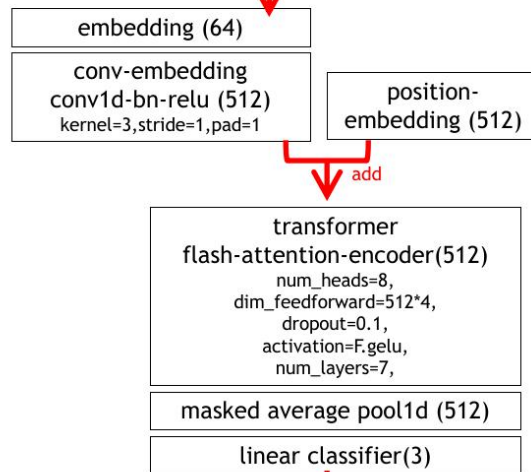 embedding (64)
conv-embedding
conv1d-bn-relu (512)
kernel=3,stride=1,pad=1
position-
embedding (512)
add
transformer
flash-attention-encoder(512)
num_heads=8,
dim_feedforward=512*4,
dropout=0.1,
activation=F.gelu,
num_layers=7,
masked average pool1d (512)
linear classifier(3)